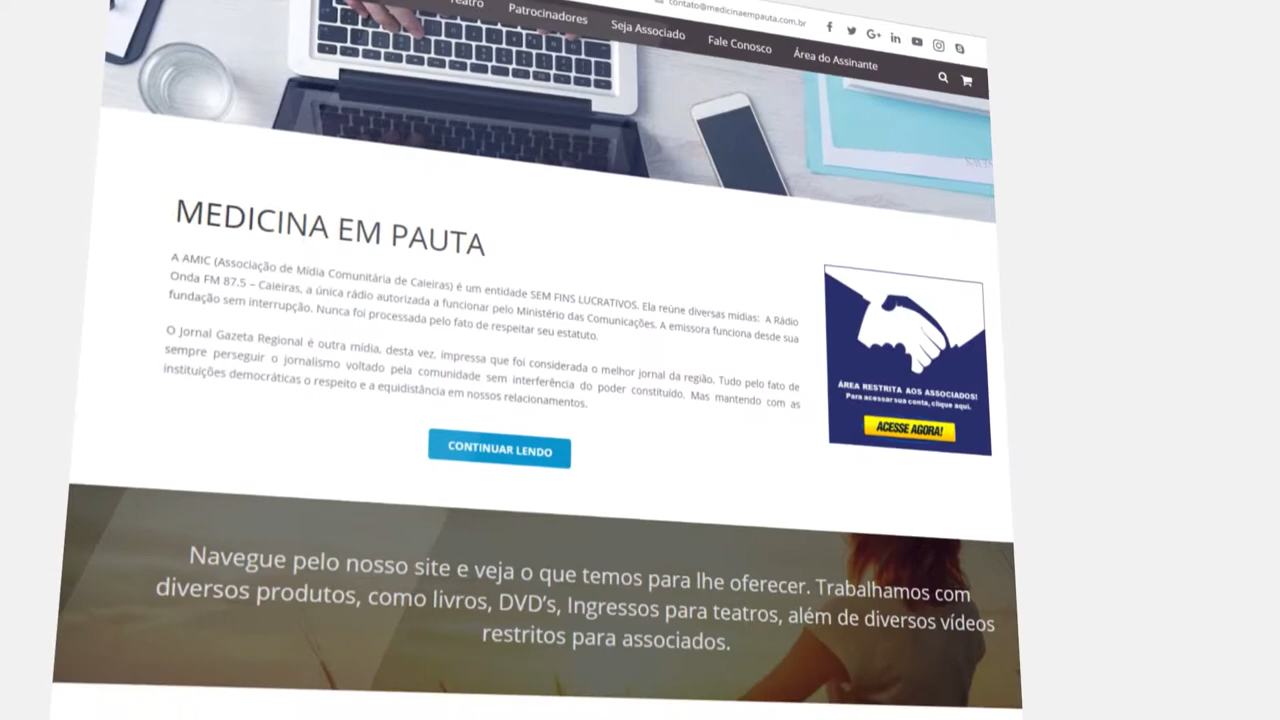 contato@medicinaempauta.com.br
Teatro Patrocinadores Seja Associado Fale Conosco Área do Assinante
MEDICINA EM PAUTA
A AMIC (Associação de Mídia Comunitária de Caieiras) é um entidade SEM FINS LUCRATIVOS. Ela reúne diversas mídias: A Rádio
Onda FM 87.5 – Caieiras, a única rádio autorizada a funcionar pelo Ministério das Comunicações. A emissora funciona desde sua
fundação sem interrupção. Nunca foi processada pelo fato de respeitar seu estatuto.
O Jornal Gazeta Regional é outra mídia, desta vez, impressa que foi considerada o melhor jornal da região. Tudo pelo fato de
sempre perseguir o jornalismo voltado pela comunidade sem interferência do poder constituído. Mas mantendo com as
instituições democráticas o respeito e a equidistância em nossos relacionamentos.
CONTINUAR LENDO
ÁREA RESTRITA AOS ASSOCIADOS!
Para acessar sua conta, clique aqui.
ACESSE AGORA!
Navegue pelo nosso site e veja o que temos para lhe oferecer. Trabalhamos com
diversos produtos, como livros, DVD's, Ingressos para teatros, além de diversos vídeos
restritos para associados.